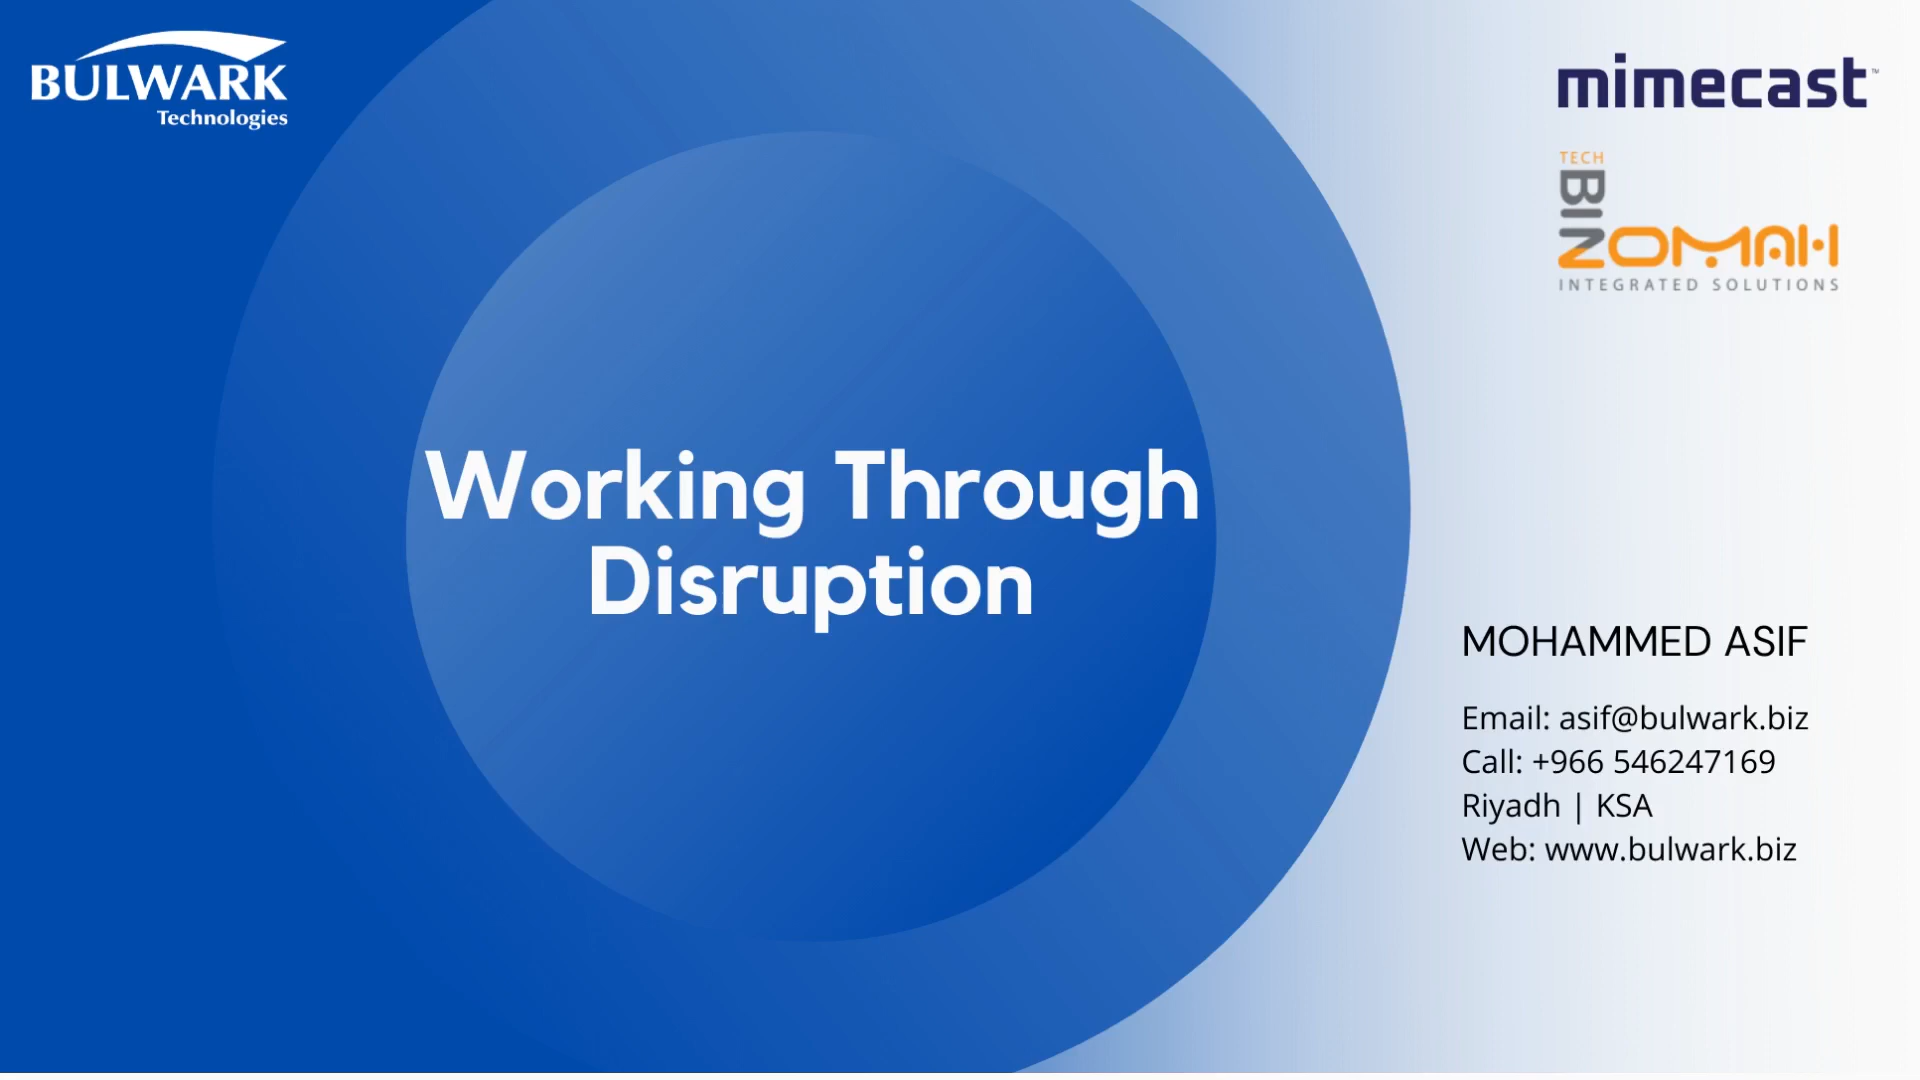 BULWARK
Technologies
mimecast™
TECH
BIN
ZOMAH
INTEGRATED SOLUTIONS
Working Through
Disruption
MOHAMMED ASIF
Email: asif@bulwark.biz
Call: +966 546247169
Riyadh | KSA
Web: www.bulwark.biz